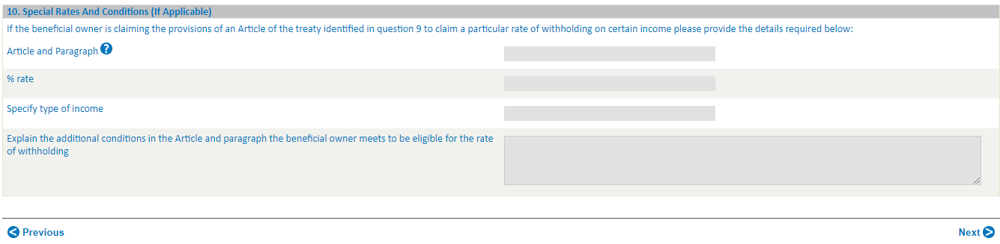 10. Special Rates And Conditions (If Applicable)
If the beneficial owner is claiming the provisions of an Article of the treaty identified in question 9 to claim a particular rate of withholding on certain income please provide the details required below:
Article and Paragraph ?
% rate
Specify type of income
Explain the additional conditions in the Article and paragraph the beneficial owner meets to be eligible for the rate
of withholding
< Previous
Next >